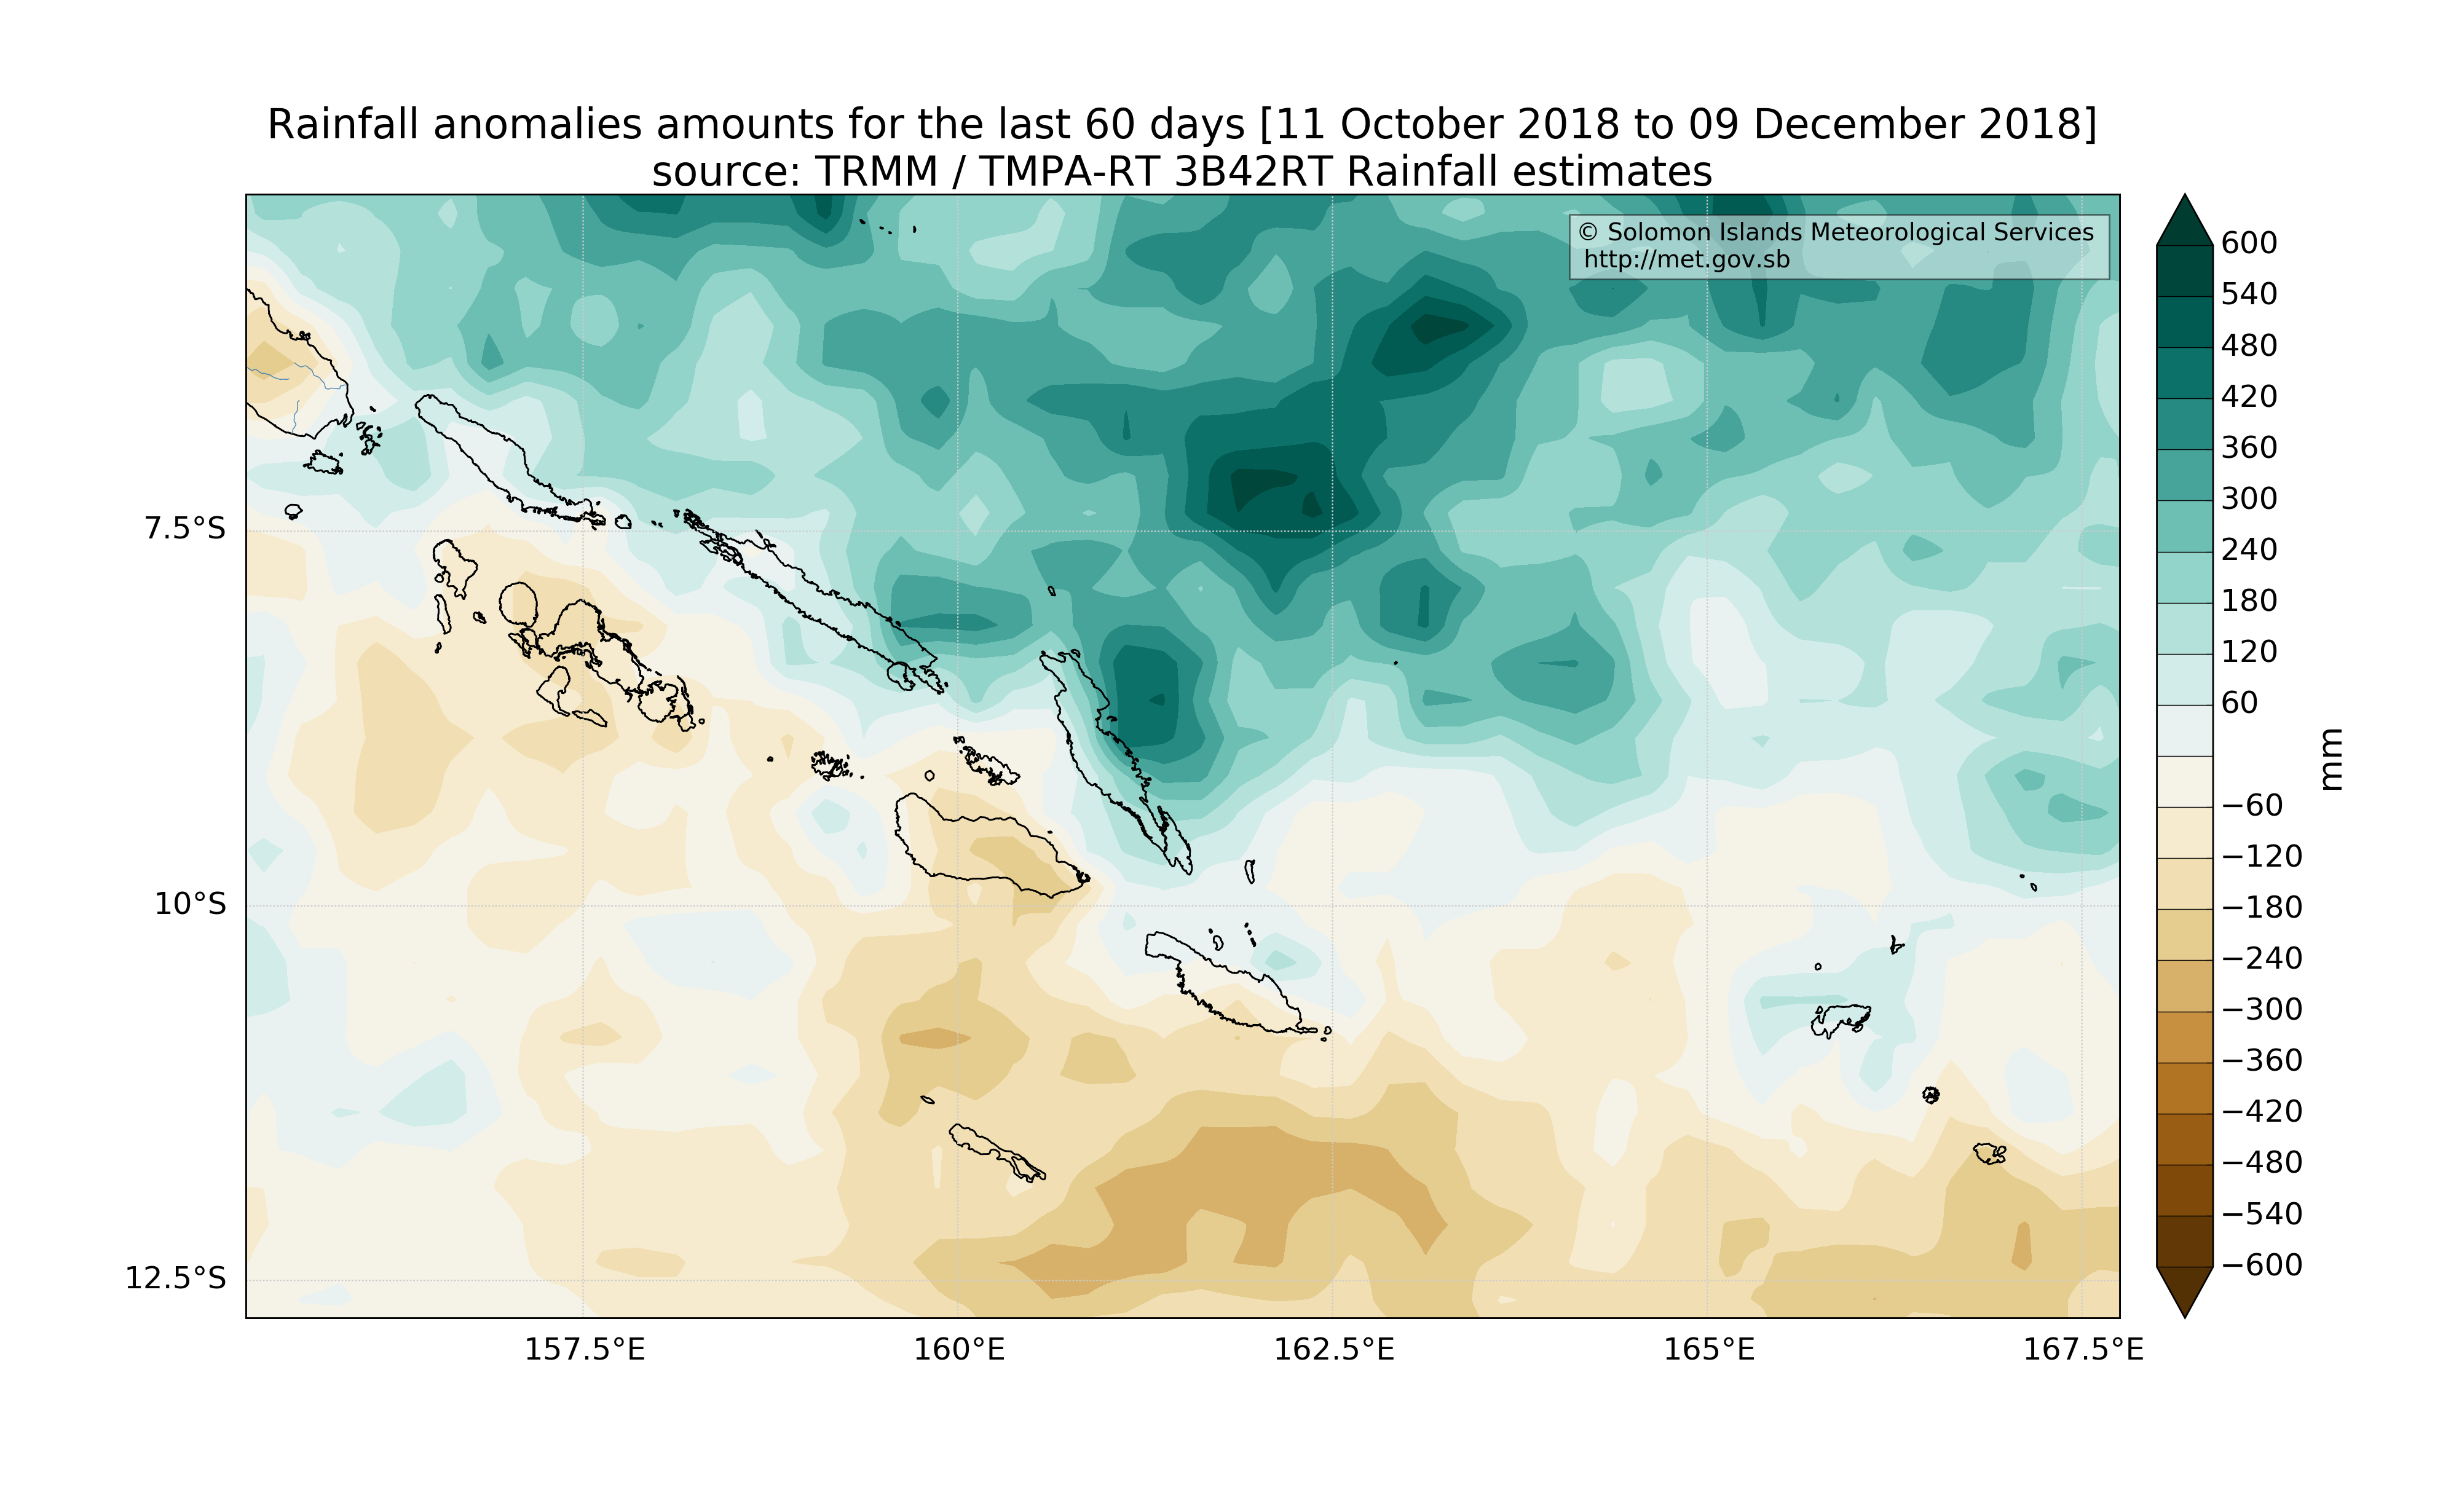 Rainfall anomalies amounts for the last 60 days [11 October 2018 to 09 December 2018]
source: TRMM / TMPA-RT 3B42RT Rainfall estimates
© Solomon Islands Meteorological Services
http://met.gov.sb
7.5°S
10°S
12.5°S
157.5°E
160°E
162.5°E
165°E
167.5°E
600
540
480
420
360
300
240
180
120
60
−60
−120
−180
−240
−300
−360
−420
−480
−540
−600
mm